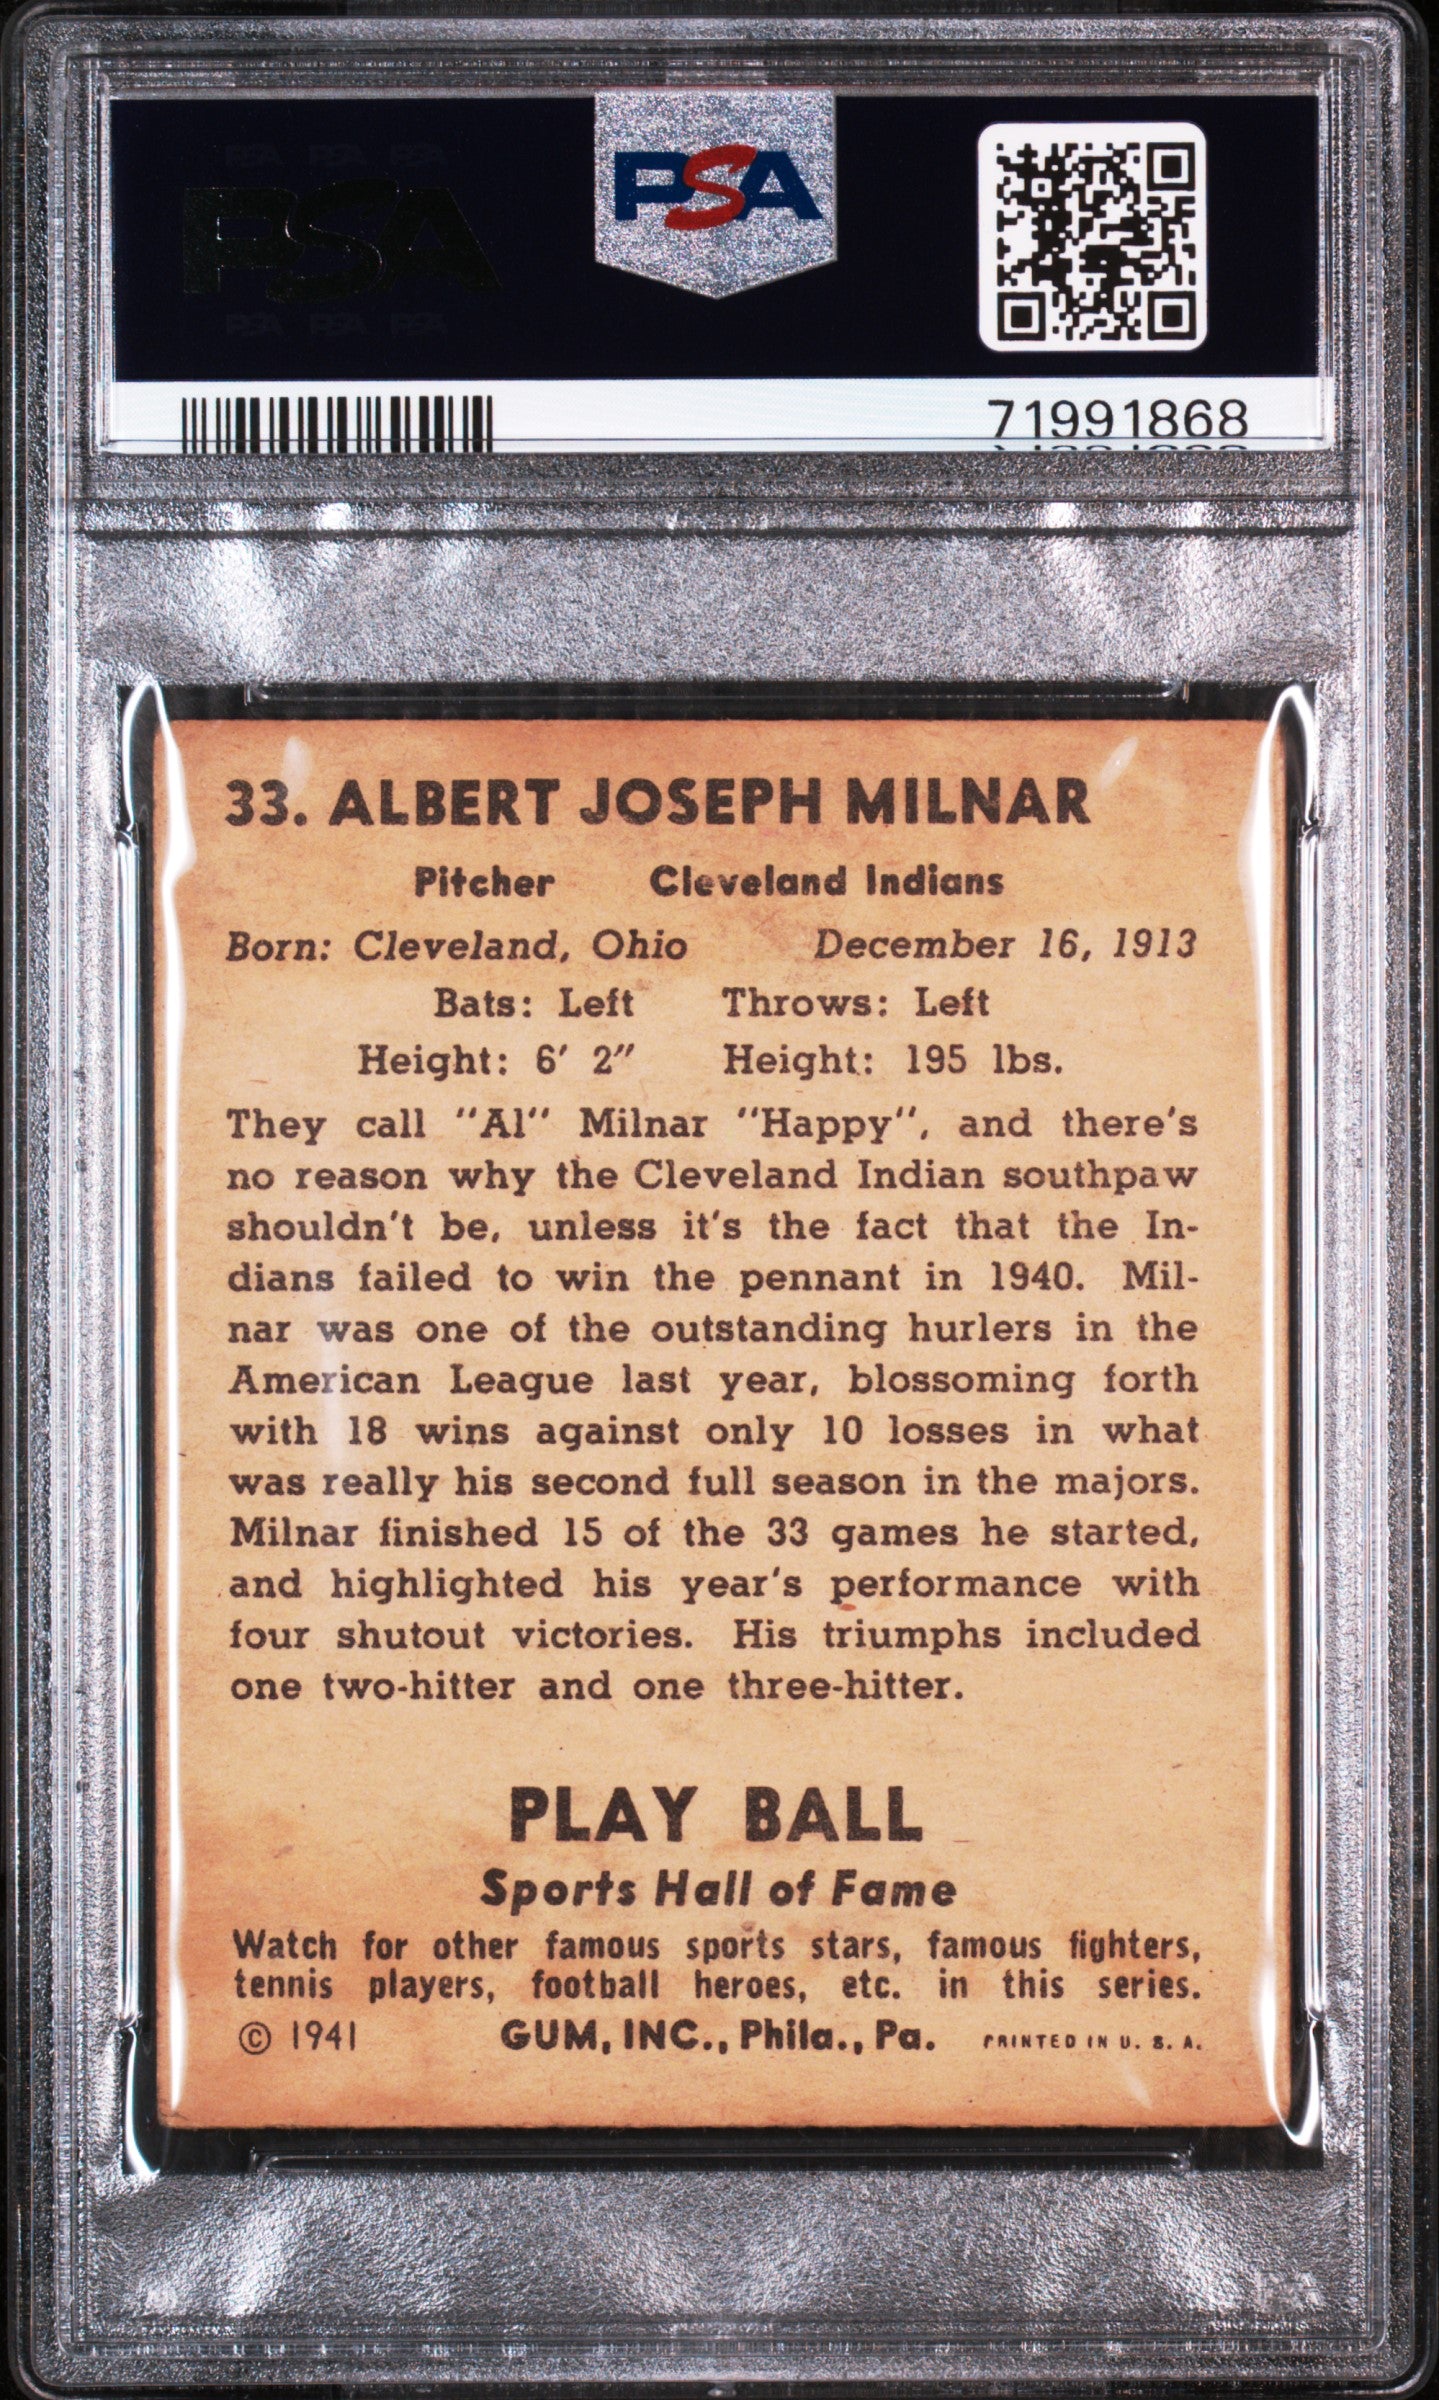 PSA PSA PSA
PSA
PSA PSA PSA
PSA
71991868
33. ALBERT JOSEPH MILNAR
Pitcher Cleveland Indians
Born: Cleveland, Ohio December 16, 1913
Bats: Left Throws: Left
Height: 6' 2" Height: 195 lbs.
They call "Al" Milnar "Happy", and there's
no reason why the Cleveland Indian southpaw
shouldn't be, unless it's the fact that the In-
dians failed to win the pennant in 1940. Mil-
nar was one of the outstanding hurlers in the
American League last year, blossoming forth
with 18 wins against only 10 losses in what
was really his second full season in the majors.
Milnar finished 15 of the 33 games he started,
and highlighted his year's performance with
four shutout victories. His triumphs included
one two-hitter and one three-hitter.
PLAY BALL
Sports Hall of Fame
Watch for other famous sports stars, famous fighters,
tennis players, football heroes, etc. in this series.
© 1941 GUM, INC., Phila., Pa. PRINTED IN U. S. A.
PSA